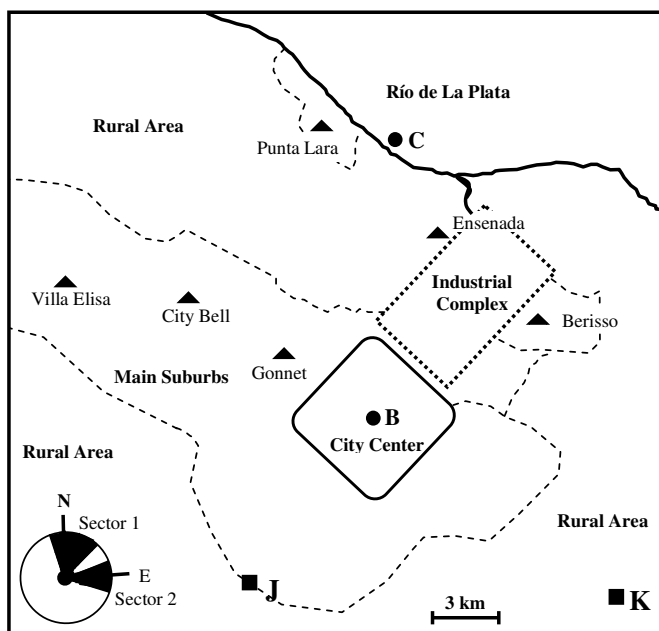 Río de La Plata
Rural Area
C
Punta Lara
Ensenada
Industrial
Complex
Villa Elisa
City Bell
Berisso
Gonnet
Main Suburbs
B
City Center
Rural Area
N
Sector 1
Rural Area
E
Sector 2
J
3 km
K